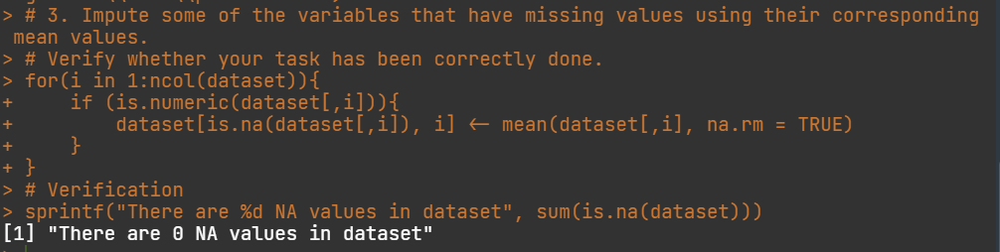 > # 3. Impute some of the variables that have missing values using their corresponding
 mean values.
> # Verify whether your task has been correctly done.
> for(i in 1:ncol(dataset)){
+     if (is.numeric(dataset[,i])){
+         dataset[is.na(dataset[,i]), i] <- mean(dataset[,i], na.rm = TRUE)
+     }
+ }
> # Verification
> sprintf("There are %d NA values in dataset", sum(is.na(dataset)))
[1] "There are 0 NA values in dataset"